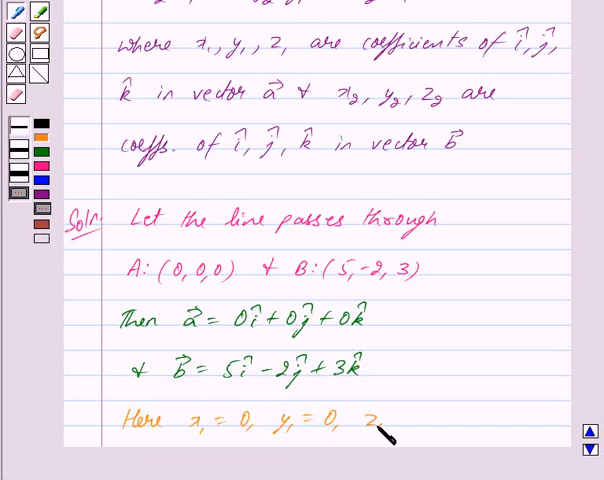 where x₁, y₁, z₁ are coefficients of î, ĵ,
k̂ in vector a⃗ & x₂, y₂, z₂ are
coeffs. of î, ĵ, k̂ in vector b⃗
Soln: Let the line passes through
A: (0, 0, 0) & B: (5, -2, 3)
Then a⃗ = 0î + 0ĵ + 0k̂
& b⃗ = 5î - 2ĵ + 3k̂
Here x₁ = 0, y₁ = 0, z